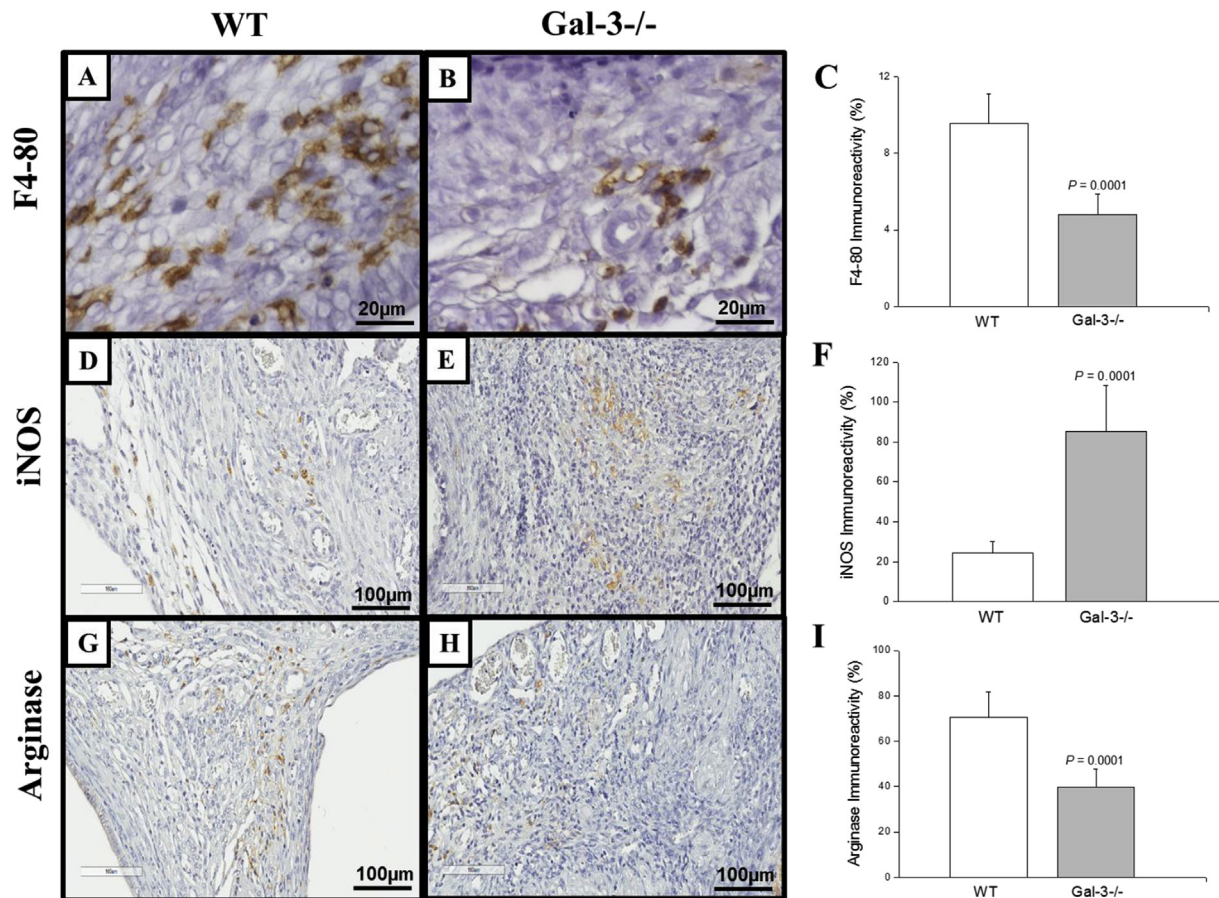 WT
Gal-3-/-
F4-80
A
20µm
B
20µm
C
F4-80 Immunoreactivity (%)
12
8
4
0
P = 0.0001
WT
Gal-3-/-
iNOS
D
100µm
E
100µm
F
iNOS Immunoreactivity (%)
120
100
80
60
40
20
0
P = 0.0001
WT
Gal-3-/-
Arginase
G
100µm
H
100µm
I
Arginase Immunoreactivity (%)
100
80
60
40
20
0
P = 0.0001
WT
Gal-3-/-